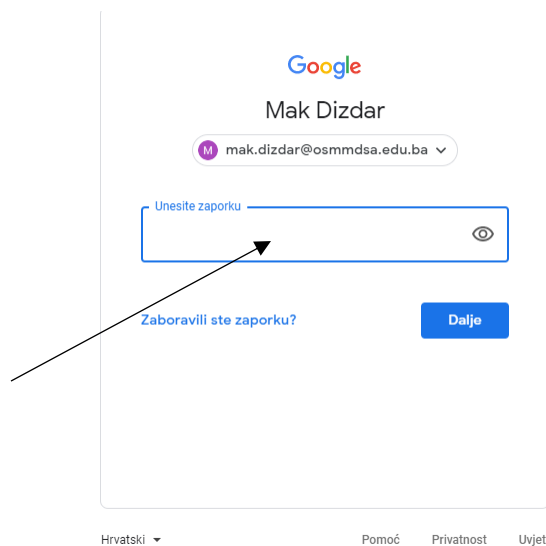 Google
Mak Dizdar
M mak.dizdar@osmmdsa.edu.ba
Unesite zaporku
Zaboravili ste zaporku?
Dalje
Hrvatski
Pomoć
Privatnost
Uvjet